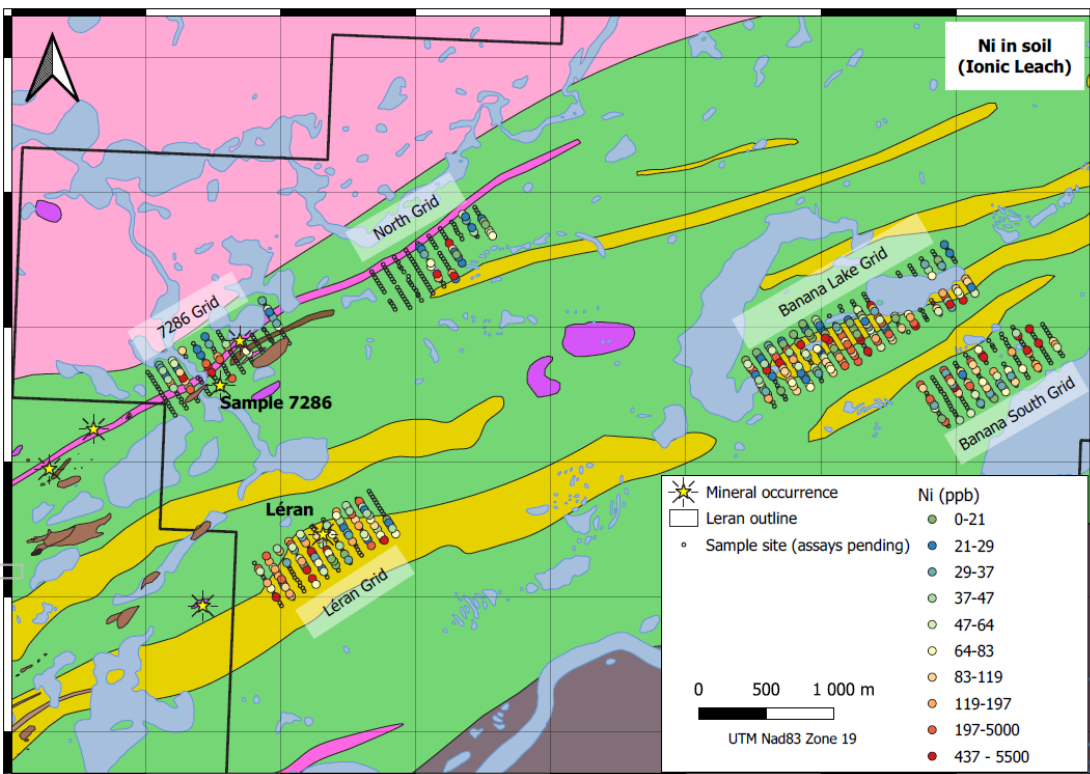 Ni in soil
(Ionic Leach)
North Grid
Banana Lake Grid
7286 Grid
Sample 7286
Banana South Grid
Léran
Léran Grid
Mineral occurrence
Leran outline
Sample site (assays pending)
0 500 1 000 m
UTM Nad83 Zone 19
Ni (ppb)
0-21
21-29
29-37
37-47
47-64
64-83
83-119
119-197
197-5000
437 - 5500